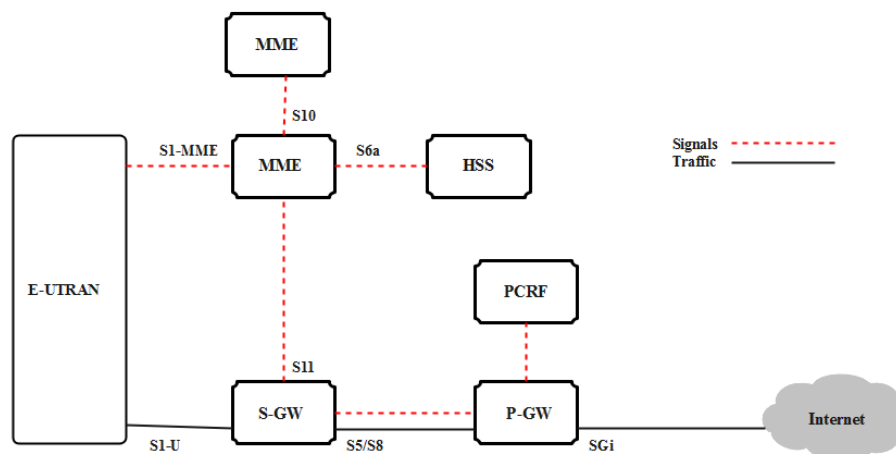 MME
S10
S1-MME
MME
S6a
HSS
Signals
Traffic
E-UTRAN
PCRF
S11
S-GW
P-GW
Internet
S1-U
S5/S8
SGi